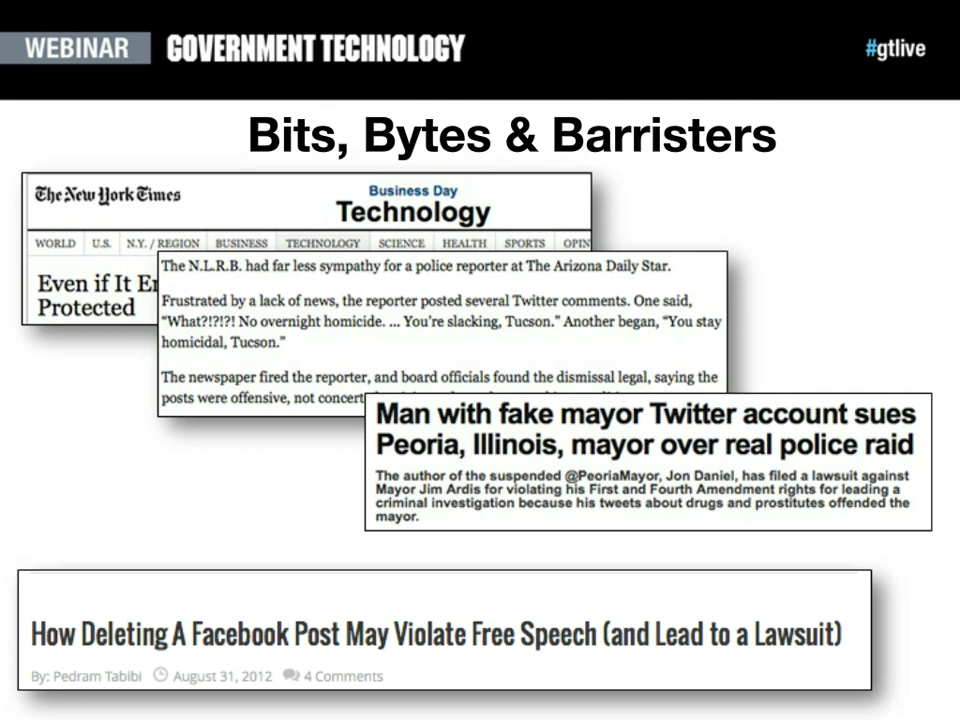 WEBINAR GOVERNMENT TECHNOLOGY #gtlive
Bits, Bytes & Barristers
The New York Times
Business Day
Technology
WORLD U.S. N.Y. / REGION BUSINESS TECHNOLOGY SCIENCE HEALTH SPORTS OPIN
Even if It En
Protected
The N.L.R.B. had far less sympathy for a police reporter at The Arizona Daily Star.
Frustrated by a lack of news, the reporter posted several Twitter comments. One said,
"What?!?!?! No overnight homicide. ... You're slacking, Tucson." Another began, "You stay
homicidal, Tucson."
The newspaper fired the reporter, and board officials found the dismissal legal, saying the
posts were offensive, not concert
Man with fake mayor Twitter account sues
Peoria, Illinois, mayor over real police raid
The author of the suspended @PeoriaMayor, Jon Daniel, has filed a lawsuit against
Mayor Jim Ardis for violating his First and Fourth Amendment rights for leading a
criminal investigation because his tweets about drugs and prostitutes offended the
mayor.
How Deleting A Facebook Post May Violate Free Speech (and Lead to a Lawsuit)
By: Pedram Tabibi August 31, 2012 4 Comments